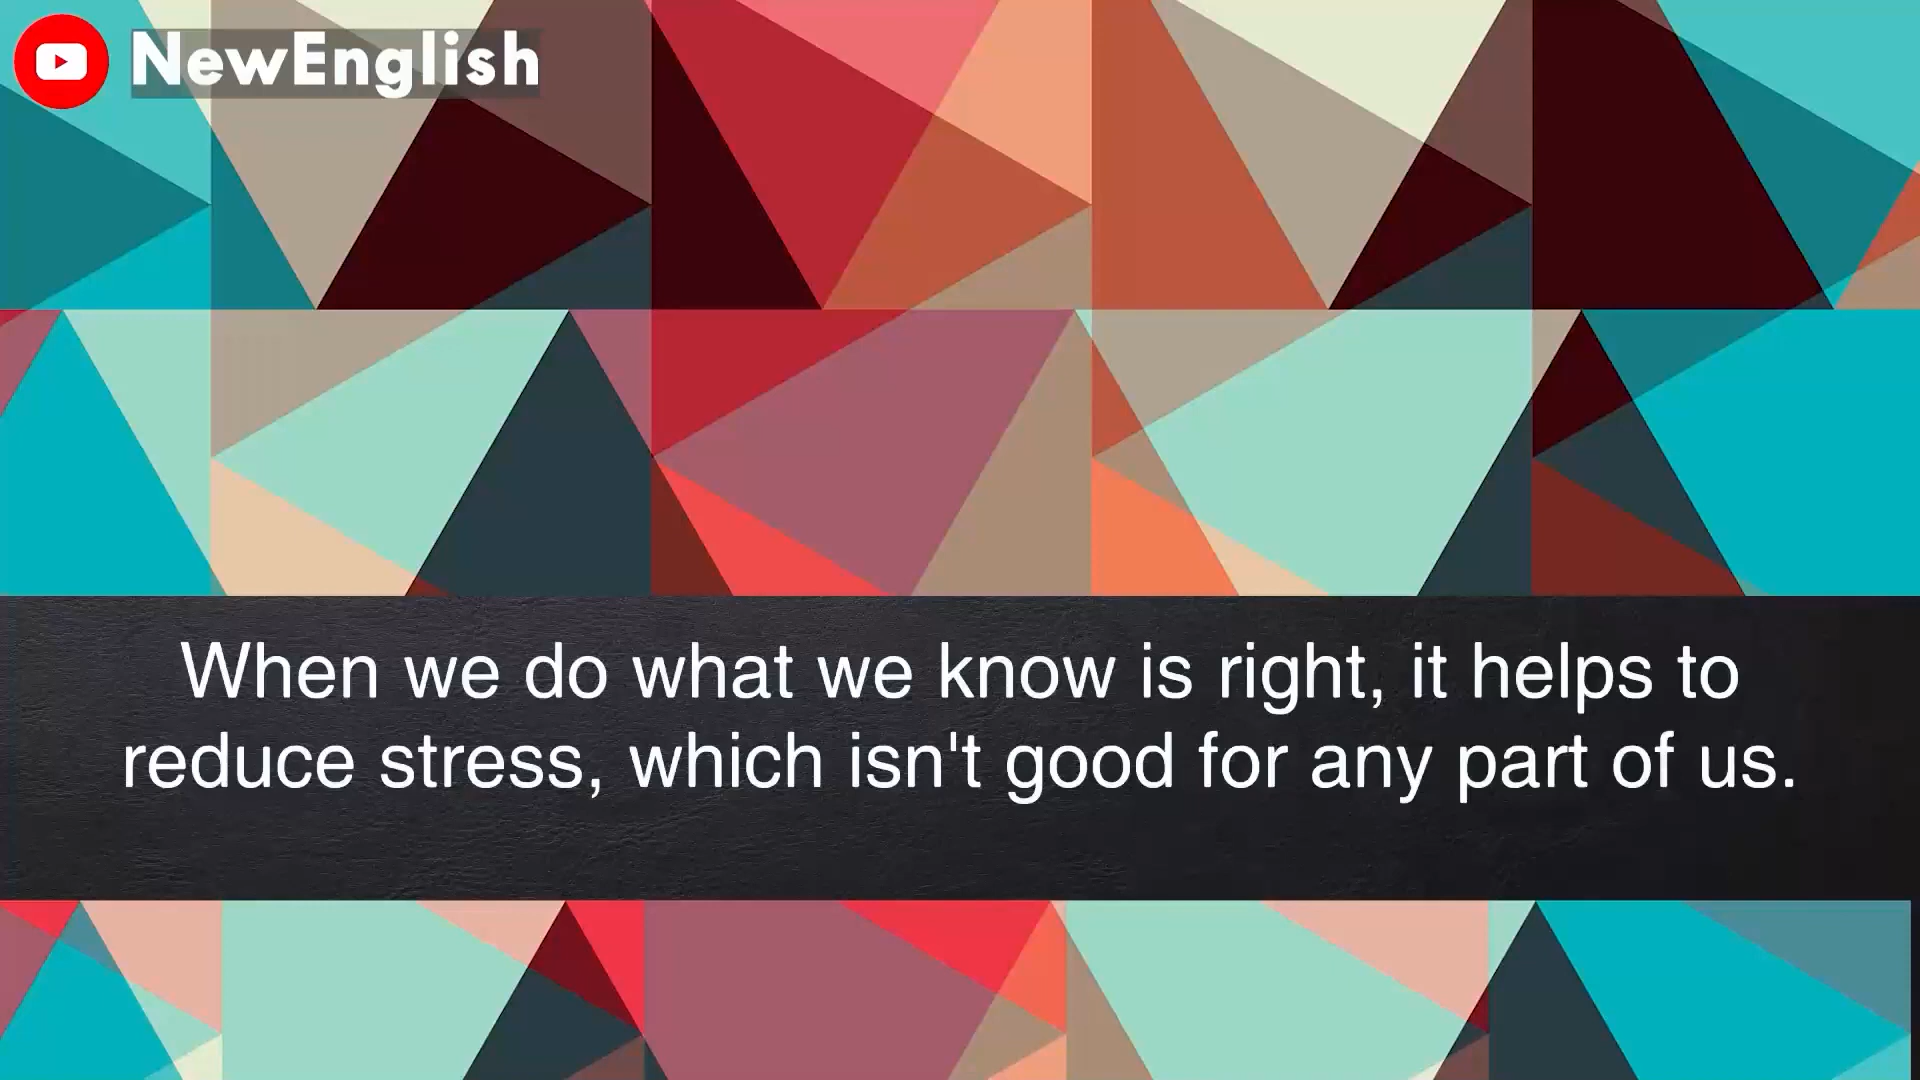 NewEnglish
When we do what we know is right, it helps to
reduce stress, which isn't good for any part of us.